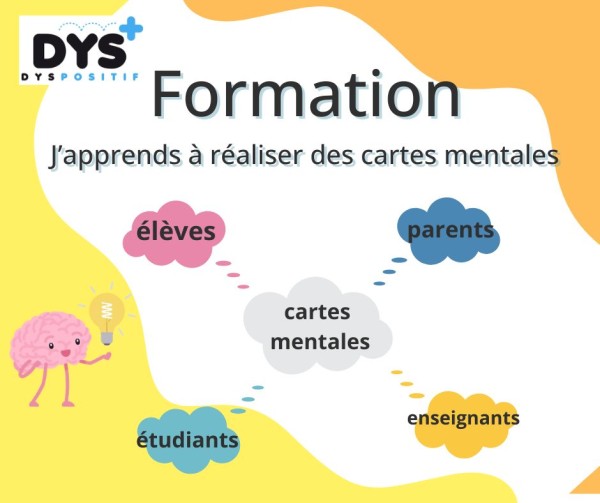 DYS+
DYSPOSITIF
Formation
J'apprends à réaliser des cartes mentales
élèves
parents
cartes
mentales
étudiants
enseignants